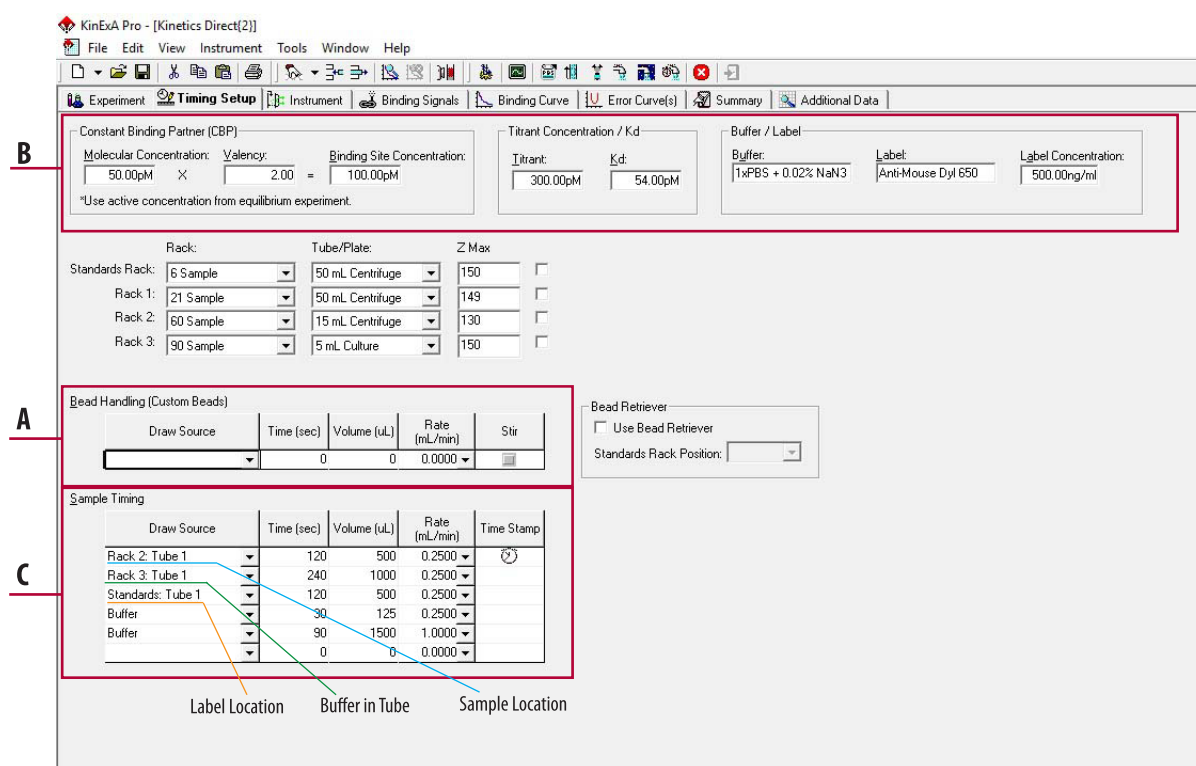 KinExA Pro - [Kinetics Direct{2}]
File Edit View Instrument Tools Window Help
Experiment Timing Setup Instrument Binding Signals Binding Curve Error Curve(s) Summary Additional Data
B
Constant Binding Partner (CBP) Titrant Concentration / Kd Buffer / Label
Molecular Concentration: Valency: Binding Site Concentration: Titrant: Kd: Buffer: Label: Label Concentration:
50.00pM X 2.00 = 100.00pM 300.00pM 54.00pM 1xPBS + 0.02% NaN3 Anti-Mouse Dyl 650 500.00ng/ml
*Use active concentration from equilibrium experiment.
Rack: Tube/Plate: Z Max
Standards Rack: 6 Sample 50 mL Centrifuge 150
Rack 1: 21 Sample 50 mL Centrifuge 149
Rack 2: 60 Sample 15 mL Centrifuge 130
Rack 3: 90 Sample 5 mL Culture 150
A
Bead Handling (Custom Beads)
Draw Source Time (sec) Volume (uL) Rate (mL/min) Stir
0 0 0.0000
Bead Retriever
Use Bead Retriever
Standards Rack Position:
C
Sample Timing
Draw Source Time (sec) Volume (uL) Rate (mL/min) Time Stamp
Rack 2: Tube 1 120 500 0.2500
Rack 3: Tube 1 240 1000 0.2500
Standards: Tube 1 120 500 0.2500
Buffer 30 125 0.2500
Buffer 90 1500 1.0000
0 0 0.0000
Label Location Buffer in Tube Sample Location